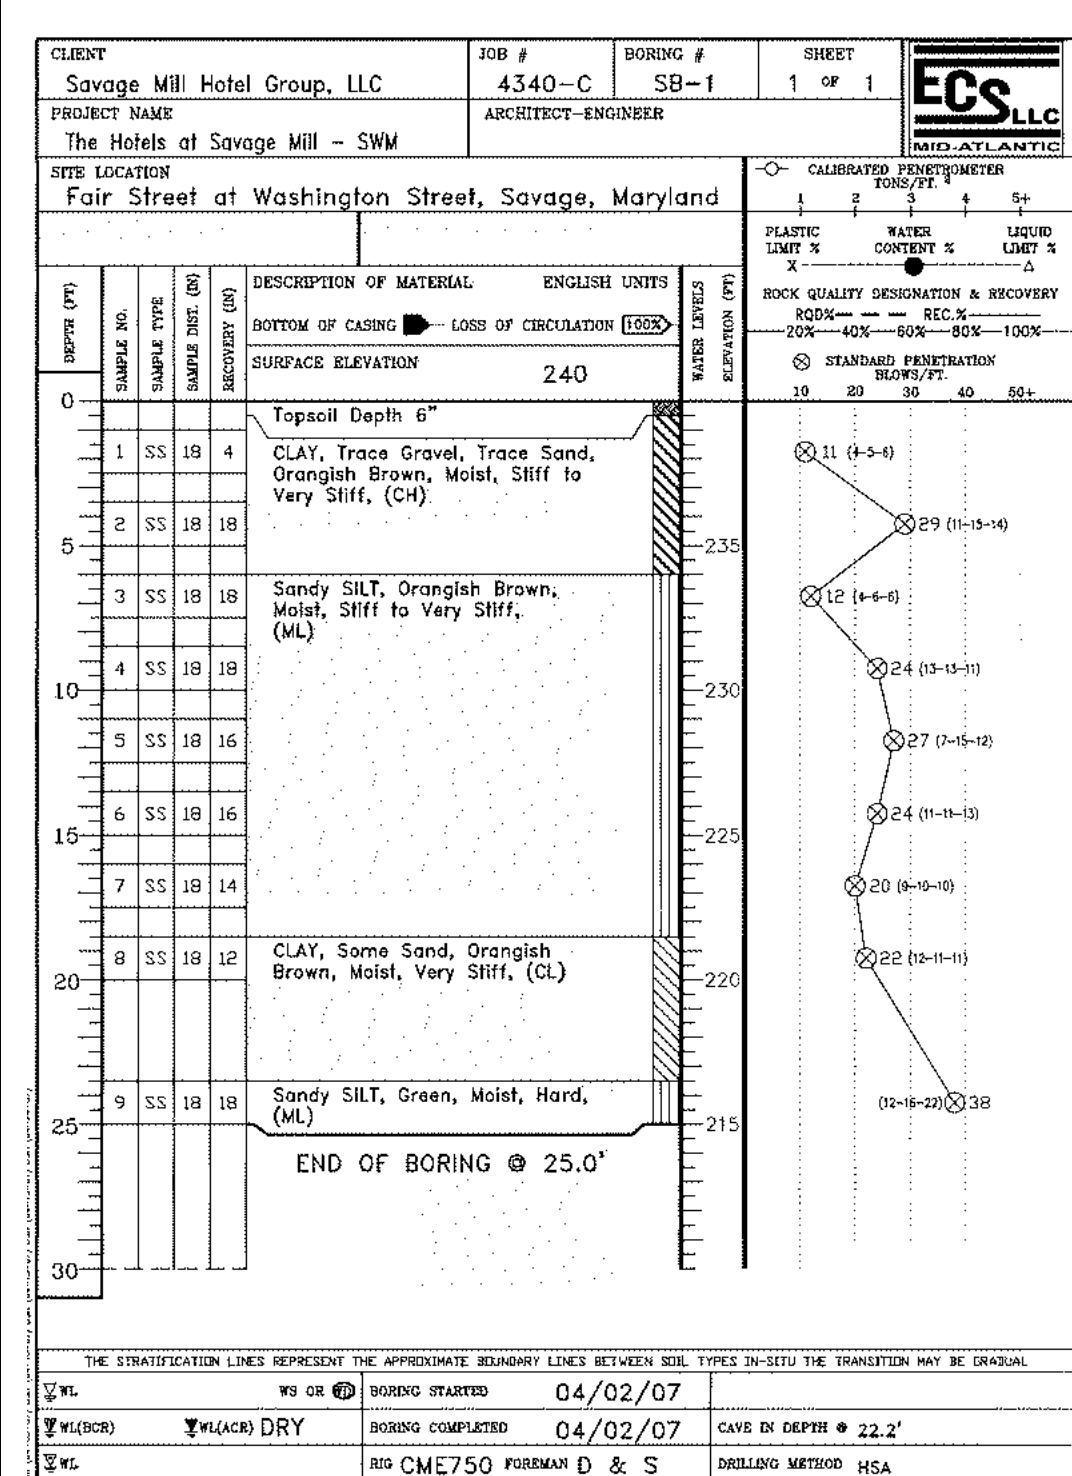 CLIENT
Savage Mill Hotel Group, LLC
JOB #
4340-C
BORING #
SB-1
SHEET
1 OF 1
ECS LLC
MID-ATLANTIC
PROJECT NAME
The Hotels at Savage Mill - SWM
ARCHITECT-ENGINEER
SITE LOCATION
Fair Street at Washington Street, Savage, Maryland
CALIBRATED PENETROMETER
TONS/FT. 2
1 2 3 4 5+
PLASTIC LIMIT %
WATER CONTENT %
LIQUID LIMIT %
X △
ROCK QUALITY DESIGNATION & RECOVERY
RQD% REC.%
20% 40% 60% 80% 100%
STANDARD PENETRATION
BLOWS/FT.
10 20 30 40 50+
DEPTH (FT)
SAMPLE NO.
SAMPLE TYPE
SAMPLE DIST. (IN)
RECOVERY (IN)
DESCRIPTION OF MATERIAL ENGLISH UNITS
BOTTOM OF CASING LOSS OF CIRCULATION 100%
SURFACE ELEVATION 240
WATER LEVELS
ELEVATION (FT)
0
Topsoil Depth 6"
1 SS 18 4
CLAY, Trace Gravel, Trace Sand,
Orangish Brown, Moist, Stiff to
Very Stiff, (CH)
11 (4-5-6)
2 SS 18 18
29 (11-15-14)
5
235
3 SS 18 18
Sandy SILT, Orangish Brown,
Moist, Stiff to Very Stiff,
(ML)
12 (4-6-6)
4 SS 18 18
24 (13-13-11)
10
230
5 SS 18 16
27 (7-15-12)
6 SS 18 16
24 (11-11-13)
15
225
7 SS 18 14
20 (9-10-10)
8 SS 18 12
CLAY, Some Sand, Orangish
Brown, Moist, Very Stiff, (CL)
22 (12-11-11)
20
220
9 SS 18 18
Sandy SILT, Green, Moist, Hard,
(ML)
(12-16-22) 38
25
215
END OF BORING @ 25.0'
30
THE STRATIFICATION LINES REPRESENT THE APPROXIMATE BOUNDARY LINES BETWEEN SOIL TYPES IN-SITU THE TRANSITION MAY BE GRADUAL
WL WS OR WD
BORING STARTED 04/02/07
WL(BCR) WL(ACR) DRY
BORING COMPLETED 04/02/07
CAVE IN DEPTH @ 22.2'
WL
RIG CME750 FOREMAN D & S
DRILLING METHOD HSA